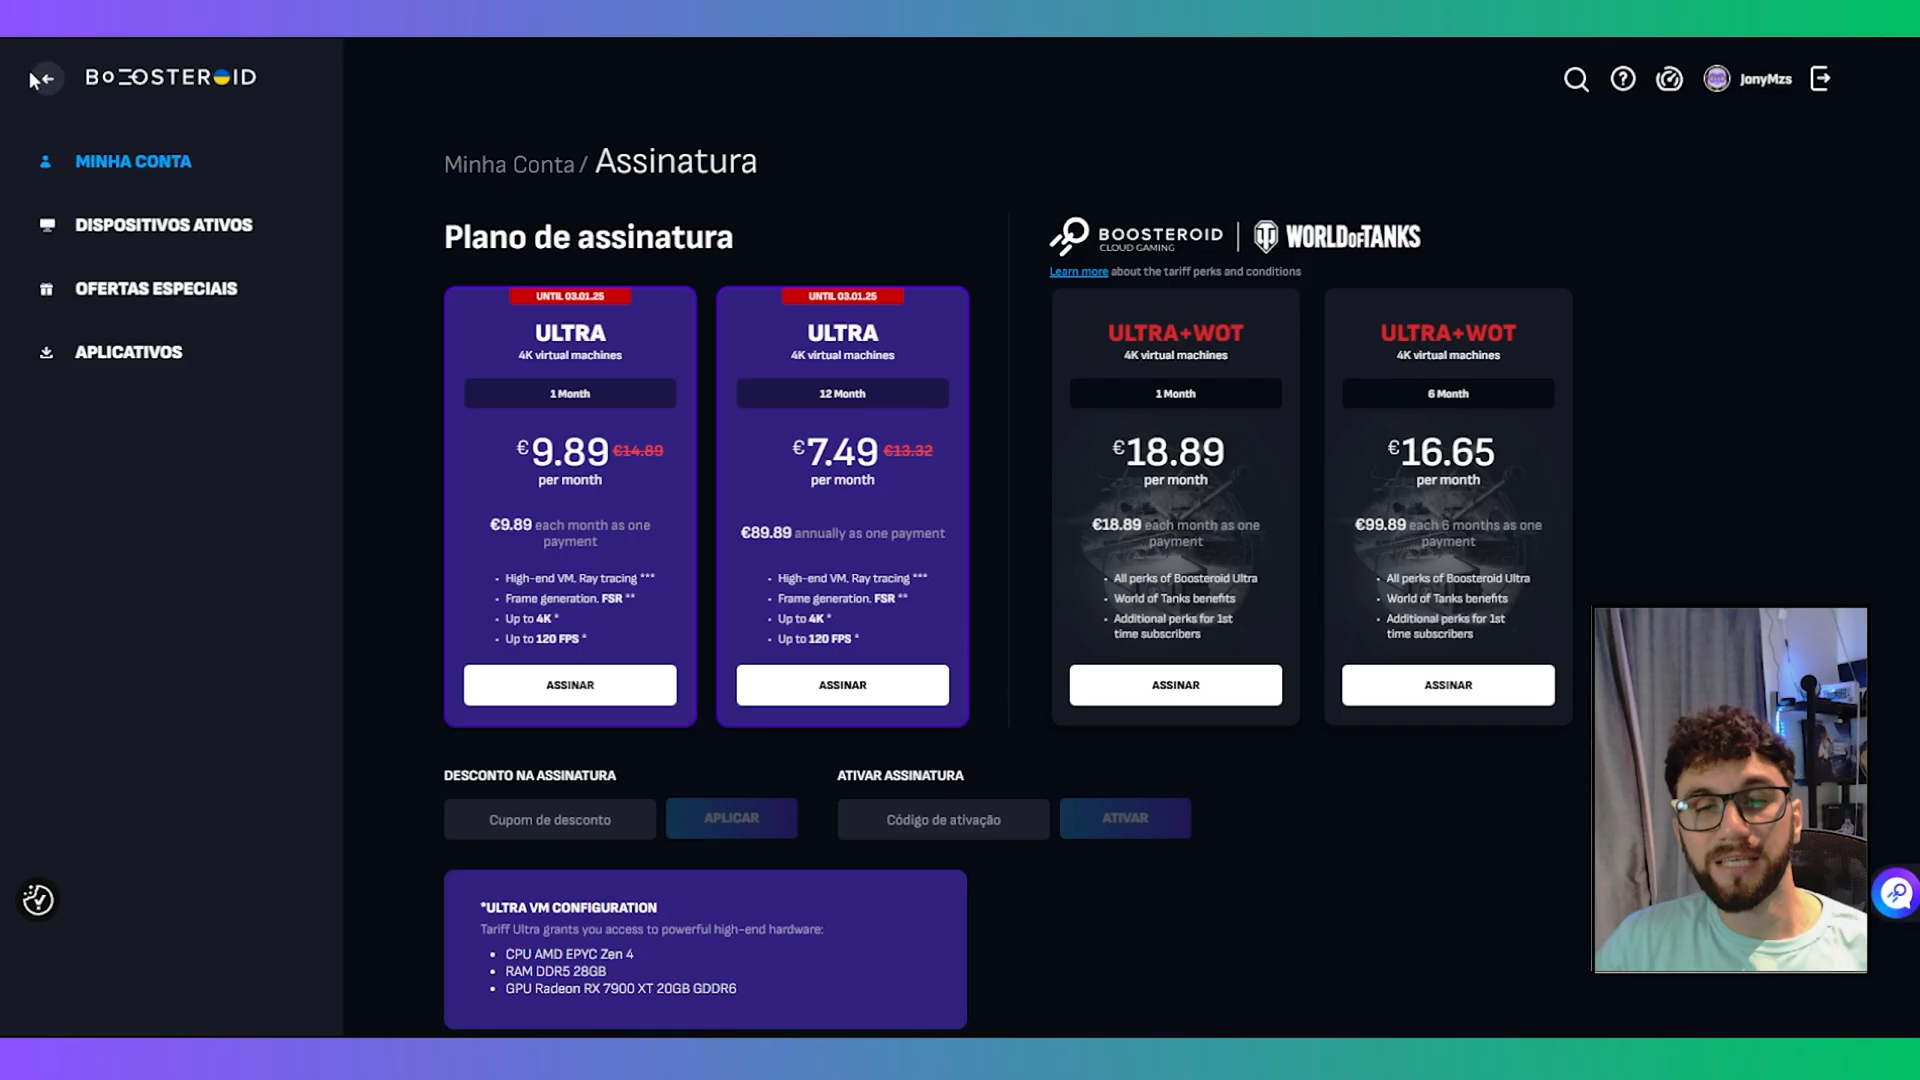 BOOSTEROID
JonyMzs
MINHA CONTA
DISPOSITIVOS ATIVOS
OFERTAS ESPECIAIS
APLICATIVOS
Minha Conta / Assinatura
Plano de assinatura
UNTIL 03.01.25
ULTRA
4K virtual machines
1 Month
€9.89 €14.89
per month
€9.89 each month as one
payment
• High-end VM. Ray tracing ***
• Frame generation. FSR **
• Up to 4K *
• Up to 120 FPS *
ASSINAR
UNTIL 03.01.25
ULTRA
4K virtual machines
12 Month
€7.49 €13.32
per month
€89.89 annually as one payment
• High-end VM. Ray tracing ***
• Frame generation. FSR **
• Up to 4K *
• Up to 120 FPS *
ASSINAR
BOOSTEROID
CLOUD GAMING
WORLD OF TANKS
Learn more about the tariff perks and conditions
ULTRA+WOT
4K virtual machines
1 Month
€18.89
per month
€18.89 each month as one
payment
• All perks of Boosteroid Ultra
• World of Tanks benefits
• Additional perks for 1st
time subscribers
ASSINAR
ULTRA+WOT
4K virtual machines
6 Month
€16.65
per month
€99.89 each 6 months as one
payment
• All perks of Boosteroid Ultra
• World of Tanks benefits
• Additional perks for 1st
time subscribers
ASSINAR
DESCONTO NA ASSINATURA
Cupom de desconto
APLICAR
ATIVAR ASSINATURA
Código de ativação
ATIVAR
*ULTRA VM CONFIGURATION
Tariff Ultra grants you access to powerful high-end hardware:
• CPU AMD EPYC Zen 4
• RAM DDR5 28GB
• GPU Radeon RX 7900 XT 20GB GDDR6